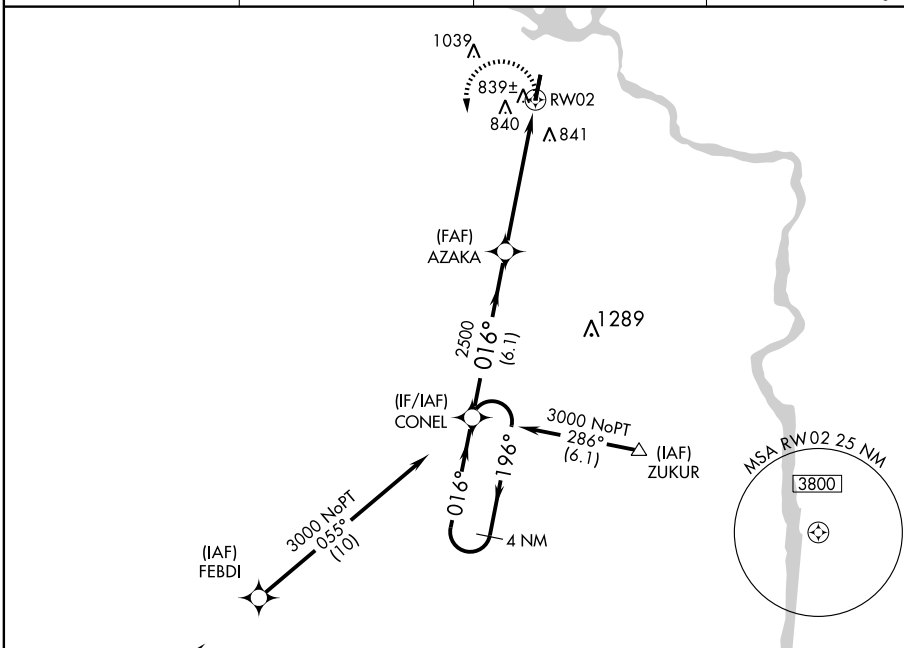 1039
839±
RW02
840
841
(FAF)
AZAKA
1289
2500
016°
(6.1)
(IF/IAF)
CONEL
3000 NoPT
286°
(6.1)
(IAF)
ZUKUR
MSA RW02 25 NM
3800
016°
196°
4 NM
3000 NoPT
055°
(10)
(IAF)
FEBDI